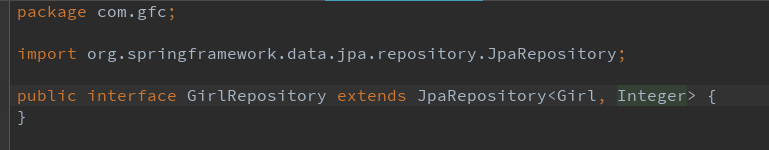 package com.gfc;
import org.springframework.data.jpa.repository.JpaRepository;
public interface GirlRepository extends JpaRepository<Girl, Integer> {
}